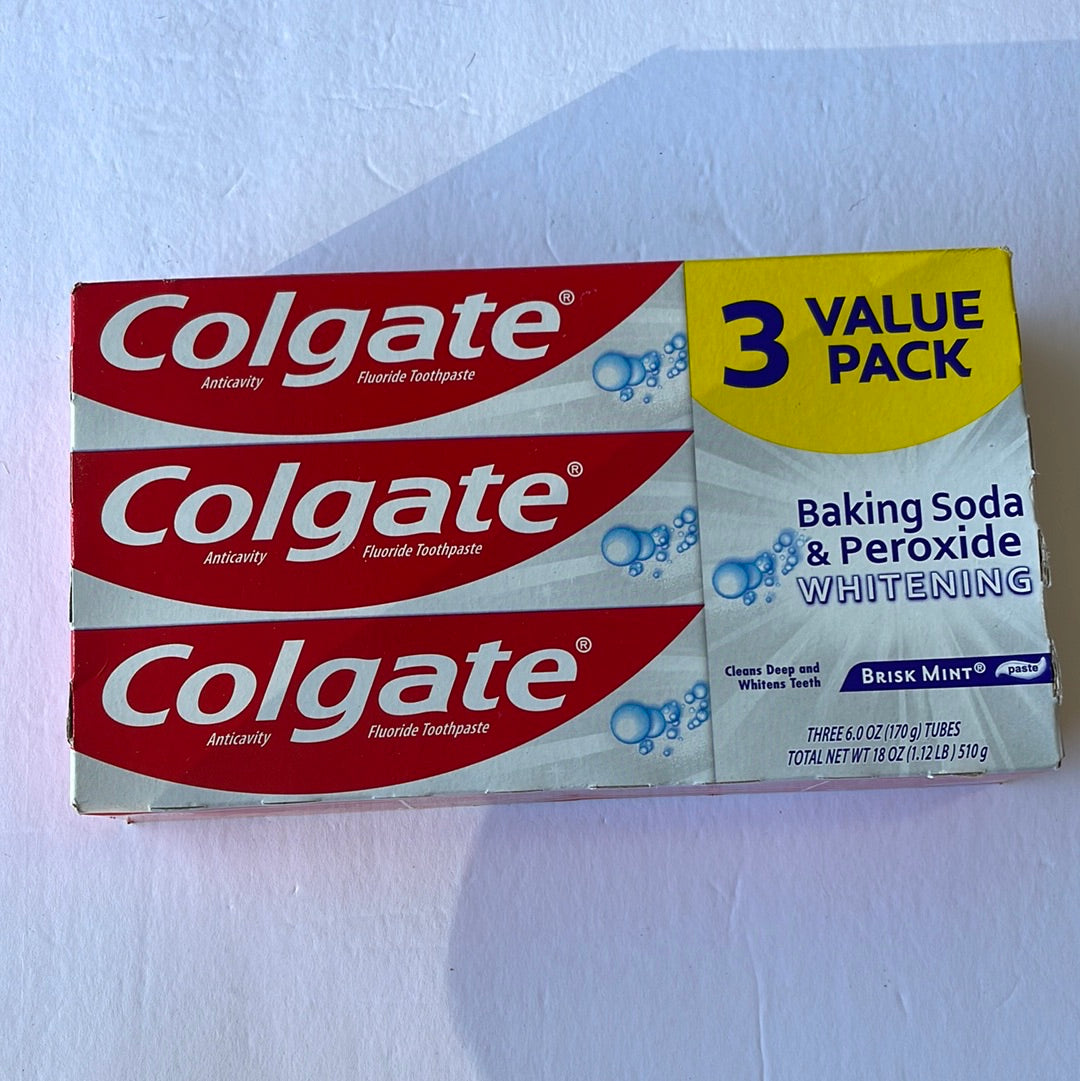 Colgate®
Anticavity Fluoride Toothpaste
Colgate®
Anticavity Fluoride Toothpaste
Colgate®
Anticavity Fluoride Toothpaste
3 VALUE
PACK
Baking Soda
& Peroxide
WHITENING
Cleans Deep and
Whitens Teeth
BRISK MINT® paste
THREE 6.0 OZ (170 g) TUBES
TOTAL NET WT 18 OZ (1.12 LB) 510 g